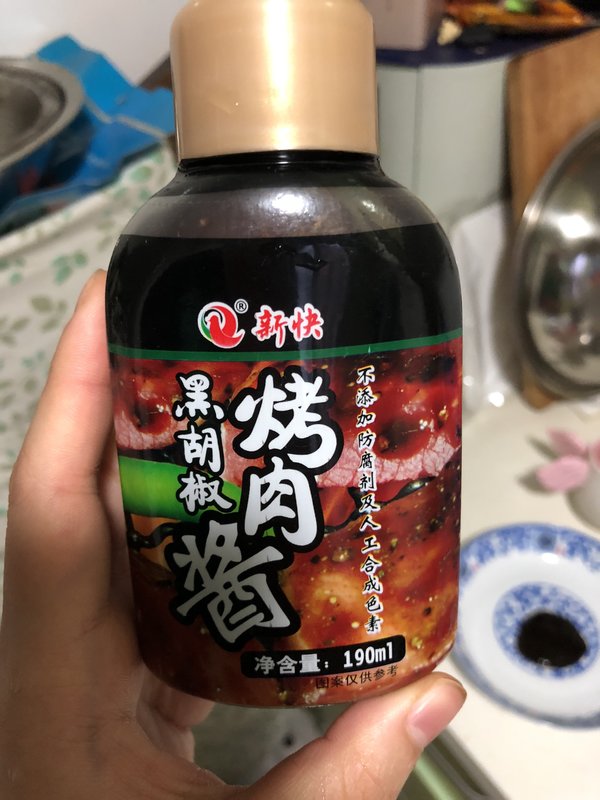 ® 新快
黑胡椒
烤肉酱
不添加防腐剂及人工合成色素
净含量：190ml
图案仅供参考